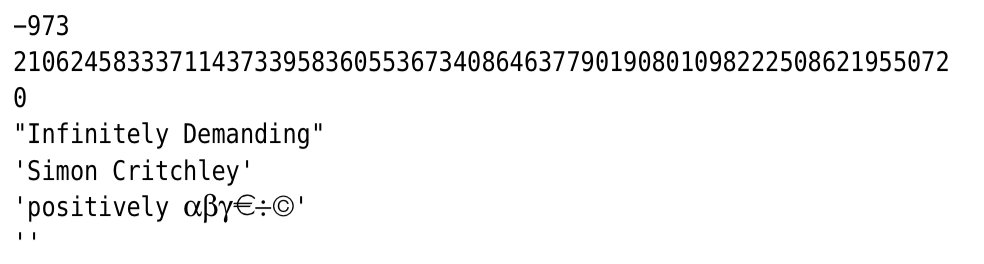 −973
210624583337114373395836055367340864637790190801098222508621955072
0
"Infinitely Demanding"
'Simon Critchley'
'positively αβγ€÷©'
''